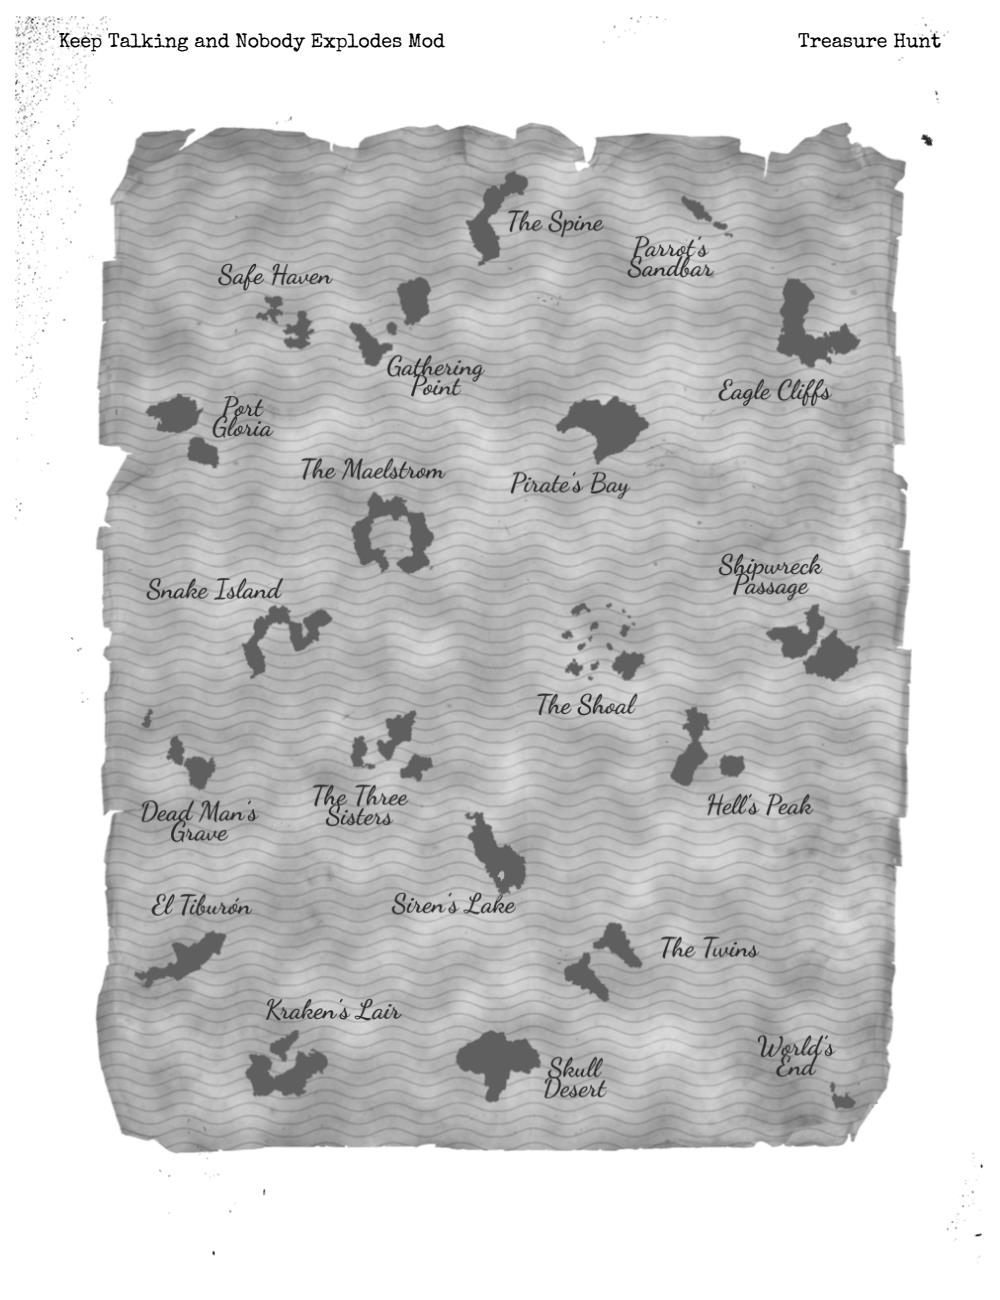 Keep Talking and Nobody Explodes Mod
Treasure Hunt
The Spine
Parrot's
Sandbar
Safe Haven
Gathering
Point
Eagle Cliffs
Port
Gloria
The Maelstrom
Pirate's Bay
Shipwreck
Passage
Snake Island
The Shoal
The Three
Sisters
Hell's Peak
Dead Man's
Grave
Siren's Lake
El Tiburón
The Twins
Kraken's Lair
World's
End
Skull
Desert